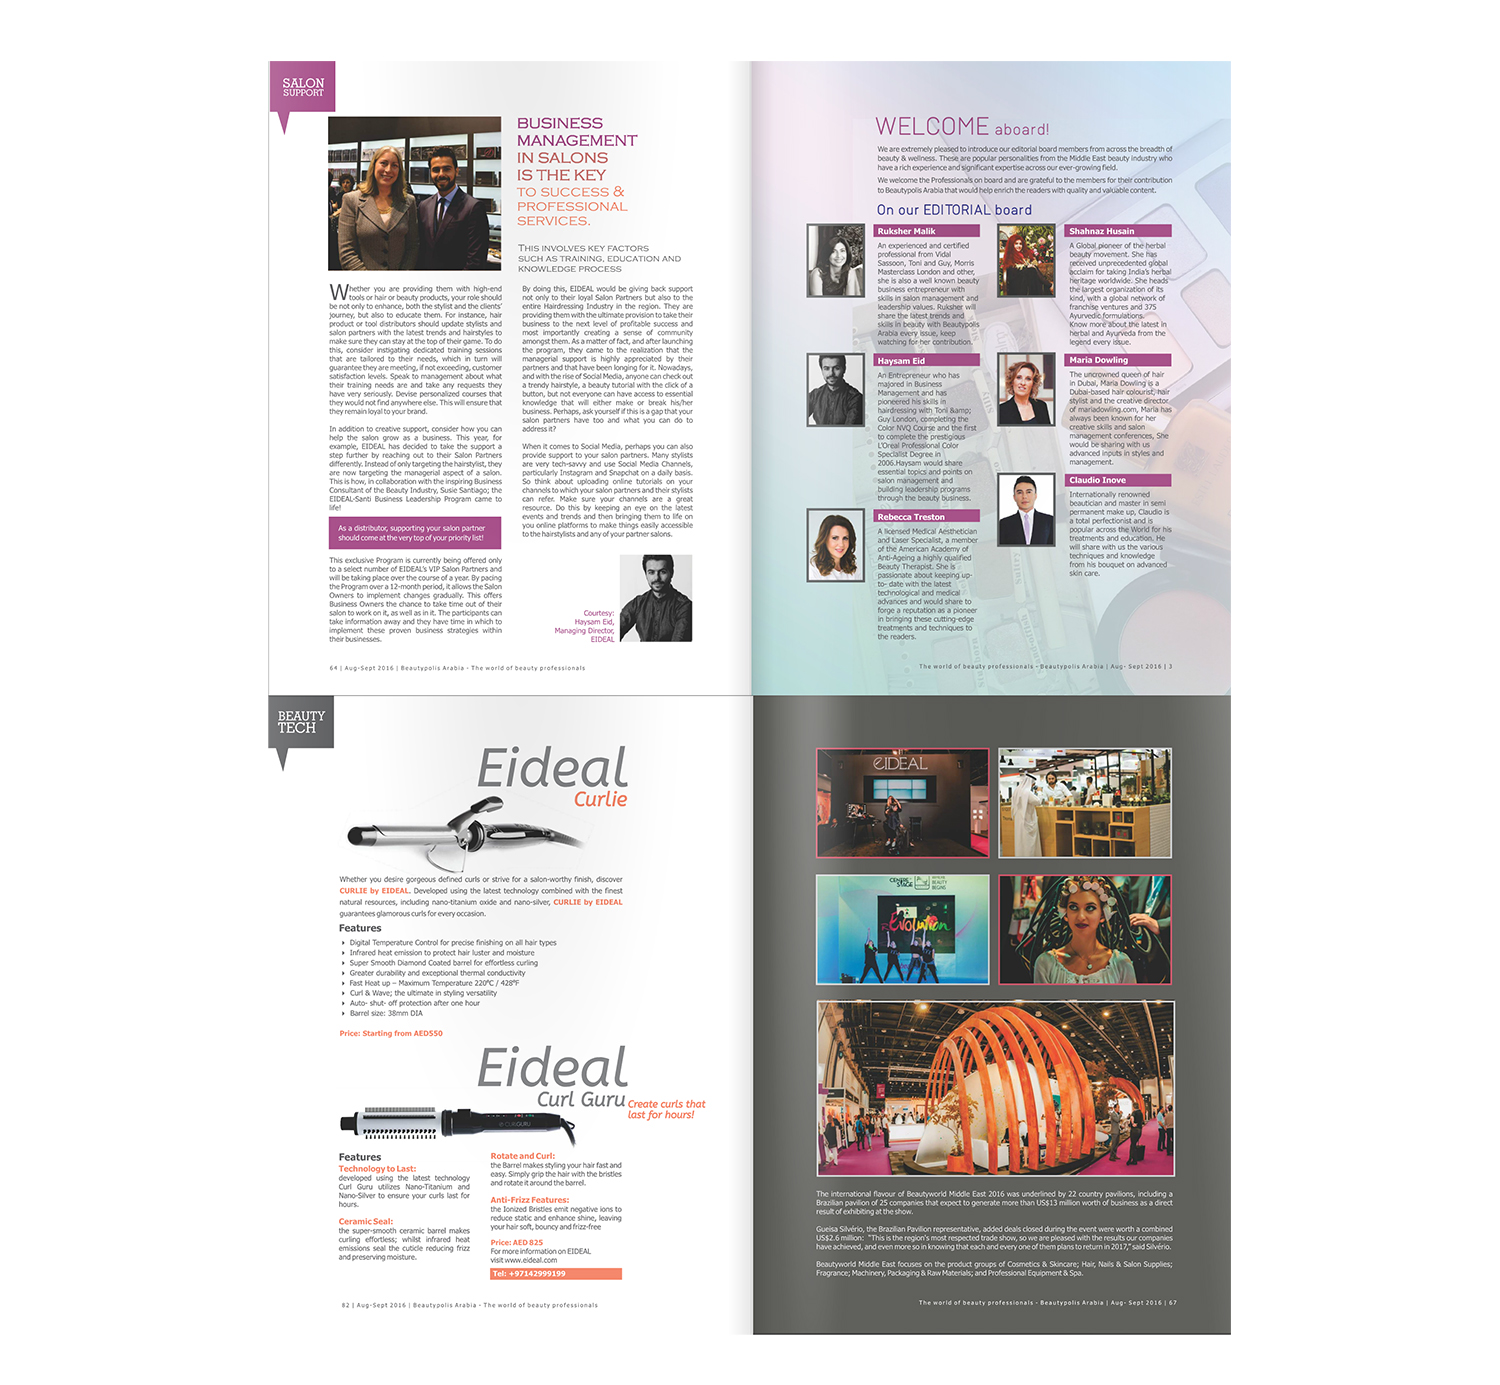 SALON
SUPPORT
BUSINESS
MANAGEMENT
IN SALONS
IS THE KEY
TO SUCCESS &
PROFESSIONAL
SERVICES.
THIS INVOLVES KEY FACTORS
SUCH AS TRAINING, EDUCATION AND
KNOWLEDGE PROCESS
Whether you are providing them with high-end
tools or hair or beauty products, your role should
be not only to enhance, both the stylist and the clients'
journey, but also to educate them. For instance, hair
product or tool distributors should update stylists and
salon partners with the latest trends and hairstyles to
make sure they can stay at the top of their game. To do
this, consider instigating dedicated training sessions
that are tailored to their needs, which in turn will
guarantee they are meeting, if not exceeding, customer
satisfaction levels. Speak to management about what
their training needs are and take any requests they
have very seriously. Devise personalized courses that
they would not find anywhere else. This will ensure that
they remain loyal to your brand.
In addition to creative support, consider how you can
help the salon grow as a business. This year, for
example, EIDEAL has decided to take the support a
step further by reaching out to their Salon Partners
differently. Instead of only targeting the hairstylist, they
are now targeting the managerial aspect of a salon.
This is how, in collaboration with the inspiring Business
Consultant of the Beauty Industry, Susie Santiago; the
EIDEAL-Santi Business Leadership Program came to
life!
As a distributor, supporting your salon partner
should come at the very top of your priority list!
This exclusive Program is currently being offered only
to a select number of EIDEAL's VIP Salon Partners and
will be taking place over the course of a year. By pacing
the Program over a 12-month period, it allows the Salon
Owners to implement changes gradually. This offers
Business Owners the chance to take time out of their
salon to work on it, as well as in it. The participants can
take information away and they have time in which to
implement these proven business strategies within
their businesses.
By doing this, EIDEAL would be giving back support
not only to their loyal Salon Partners but also to the
entire Hairdressing Industry in the region. They are
providing them with the ultimate provision to take their
business to the next level of profitable success and
most importantly creating a sense of community
amongst them. As a matter of fact, and after launching
the program, they came to the realization that the
managerial support is highly appreciated by their
partners and that have been longing for it. Nowadays,
and with the rise of Social Media, anyone can check out
a trendy hairstyle, a beauty tutorial with the click of a
button, but not everyone can have access to essential
knowledge that will either make or break his/her
business. Perhaps, ask yourself if this is a gap that your
salon partners have too and what you can do to
address it?
When it comes to Social Media, perhaps you can also
provide support to your salon partners. Many stylists
are very tech-savvy and use Social Media Channels,
particularly Instagram and Snapchat on a daily basis.
So think about uploading online tutorials on your
channels to which your salon partners and their stylists
can refer. Make sure your channels are a great
resource. Do this by keeping an eye on the latest
events and trends and then bringing them to life on
you online platforms to make things easily accessible
to the hairstylists and any of your partner salons.
Courtesy:
Haysam Eid,
Managing Director,
EIDEAL
64 | Aug-Sept 2016 | Beautypolis Arabia - The world of beauty professionals
WELCOME aboard!
We are extremely pleased to introduce our editorial board members from across the breadth of
beauty & wellness. These are popular personalities from the Middle East beauty industry who
have a rich experience and significant expertise across our ever-growing field.
We welcome the Professionals on board and are grateful to the members for their contribution
to Beautypolis Arabia that would help enrich the readers with quality and valuable content.
On our EDITORIAL board
Ruksher Malik
An experienced and certified
professional from Vidal
Sassoon, Toni and Guy, Morris
Masterclass London and other,
she is also a well known beauty
business entrepreneur with
skills in salon management and
leadership values. Ruksher will
share the latest trends and
skills in beauty with Beautypolis
Arabia every issue, keep
watching for her contribution.
Haysam Eid
An Entrepreneur who has
majored in Business
Management and has
pioneered his skills in
hairdressing with Toni &amp;
Guy London, completing the
Color NVQ Course and the first
to complete the prestigious
L'Oreal Professional Color
Specialist Degree in
2006.Haysam would share
essential topics and points on
salon management and
building leadership programs
through the beauty business.
Rebecca Treston
A licensed Medical Aesthetician
and Laser Specialist, a member
of the American Academy of
Anti-Ageing a highly qualified
Beauty Therapist. She is
passionate about keeping up-
to- date with the latest
technological and medical
advances and would share to
forge a reputation as a pioneer
in bringing these cutting-edge
treatments and techniques to
the readers.
Shahnaz Husain
A Global pioneer of the herbal
beauty movement. She has
received unprecedented global
acclaim for taking India's herbal
heritage worldwide. She heads
the largest organization of its
kind, with a global network of
franchise ventures and 375
Ayurvedic formulations.
Know more about the latest in
herbal and Ayurveda from the
legend every issue.
Maria Dowling
The uncrowned queen of hair
in Dubai, Maria Dowling is a
Dubai-based hair colourist, hair
stylist and the creative director
of mariadowling.com, Maria has
always been known for her
creative skills and salon
management conferences, She
would be sharing with us
advanced inputs in styles and
management.
Claudio Inove
Internationally renowned
beautician and master in semi
permanent make up, Claudio is
a total perfectionist and is
popular across the World for his
treatments and education. He
will share with us the various
techniques and knowledge
from his bouquet on advanced
skin care.
The world of beauty professionals - Beautypolis Arabia | Aug- Sept 2016 | 3
BEAUTY
TECH
Eideal
Curlie
Whether you desire gorgeous defined curls or strive for a salon-worthy finish, discover
CURLIE by EIDEAL. Developed using the latest technology combined with the finest
natural resources, including nano-titanium oxide and nano-silver, CURLIE by EIDEAL
guarantees glamorous curls for every occasion.
Features
Digital Temperature Control for precise finishing on all hair types
Infrared heat emission to protect hair luster and moisture
Super Smooth Diamond Coated barrel for effortless curling
Greater durability and exceptional thermal conductivity
Fast Heat up – Maximum Temperature 220°C / 428°F
Curl & Wave; the ultimate in styling versatility
Auto- shut- off protection after one hour
Barrel size: 38mm DIA
Price: Starting from AED550
Eideal
Curl Guru
Create curls that
last for hours!
CURLGURU
Features
Technology to Last:
developed using the latest technology
Curl Guru utilizes Nano-Titanium and
Nano-Silver to ensure your curls last for
hours.
Ceramic Seal:
the super-smooth ceramic barrel makes
curling effortless; whilst infrared heat
emissions seal the cuticle reducing frizz
and preserving moisture.
Rotate and Curl:
the Barrel makes styling your hair fast and
easy. Simply grip the hair with the bristles
and rotate it around the barrel.
Anti-Frizz Features:
the Ionized Bristles emit negative ions to
reduce static and enhance shine, leaving
your hair soft, bouncy and frizz-free
Price: AED 825
For more information on EIDEAL
visit www.eideal.com
Tel: +97142999199
82 | Aug-Sept 2016 | Beautypolis Arabia - The world of beauty professionals
EIDEAL
CENTRE
STAGE
BEAUTY
BEGINS
rEvolution
The international flavour of Beautyworld Middle East 2016 was underlined by 22 country pavilions, including a
Brazilian pavilion of 25 companies that expect to generate more than US$13 million worth of business as a direct
result of exhibiting at the show.
Gueisa Silvério, the Brazilian Pavilion representative, added deals closed during the event were worth a combined
US$2.6 million: "This is the region's most respected trade show, so we are pleased with the results our companies
have achieved, and even more so in knowing that each and every one of them plans to return in 2017," said Silvério.
Beautyworld Middle East focuses on the product groups of Cosmetics & Skincare; Hair, Nails & Salon Supplies;
Fragrance; Machinery, Packaging & Raw Materials; and Professional Equipment & Spa.
The world of beauty professionals - Beautypolis Arabia | Aug- Sept 2016 | 67